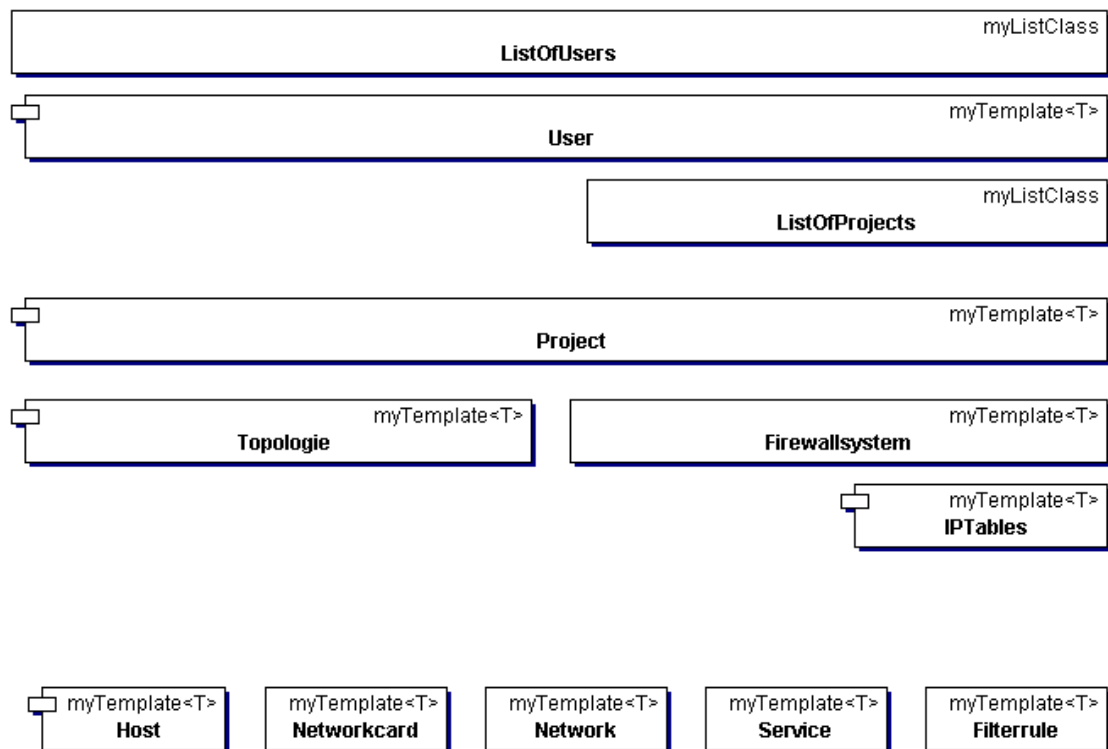 myListClass
ListOfUsers
myTemplate<T>
User
myListClass
ListOfProjects
myTemplate<T>
Project
myTemplate<T>
Topologie
myTemplate<T>
Firewallsystem
myTemplate<T>
IPTables
myTemplate<T>
Host
myTemplate<T>
Networkcard
myTemplate<T>
Network
myTemplate<T>
Service
myTemplate<T>
Filterrule